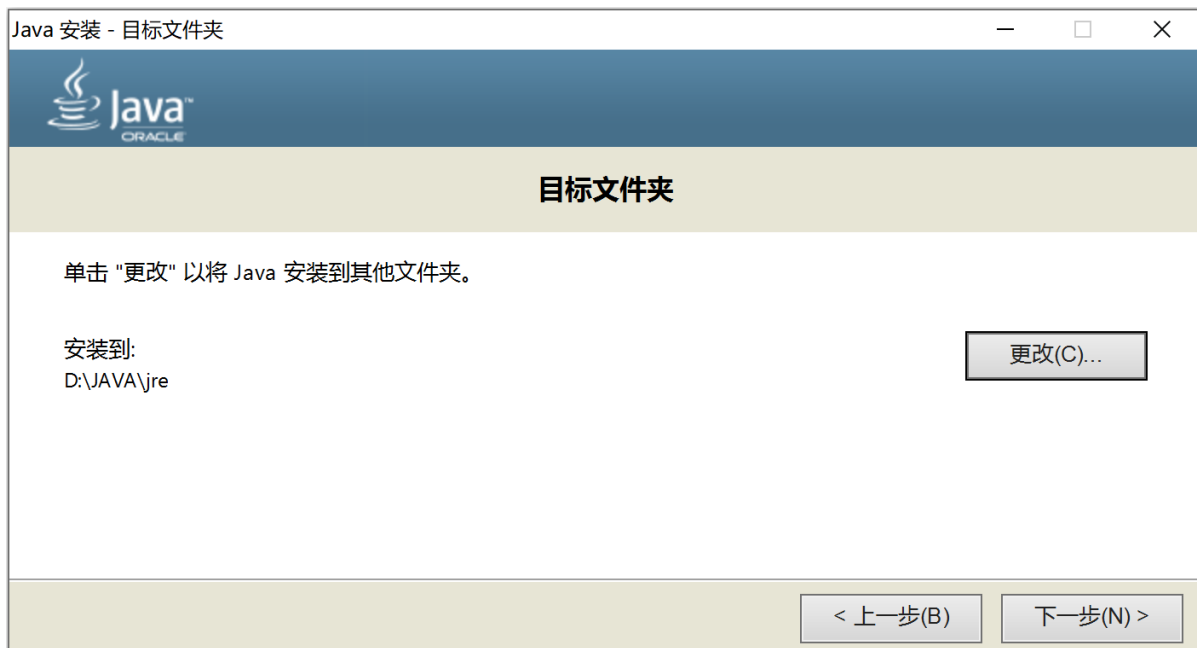 Java 安装 - 目标文件夹
Java™
ORACLE
目标文件夹
单击 "更改" 以将 Java 安装到其他文件夹。
安装到:
更改(C)...
D:\JAVA\jre
< 上一步(B)
下一步(N) >